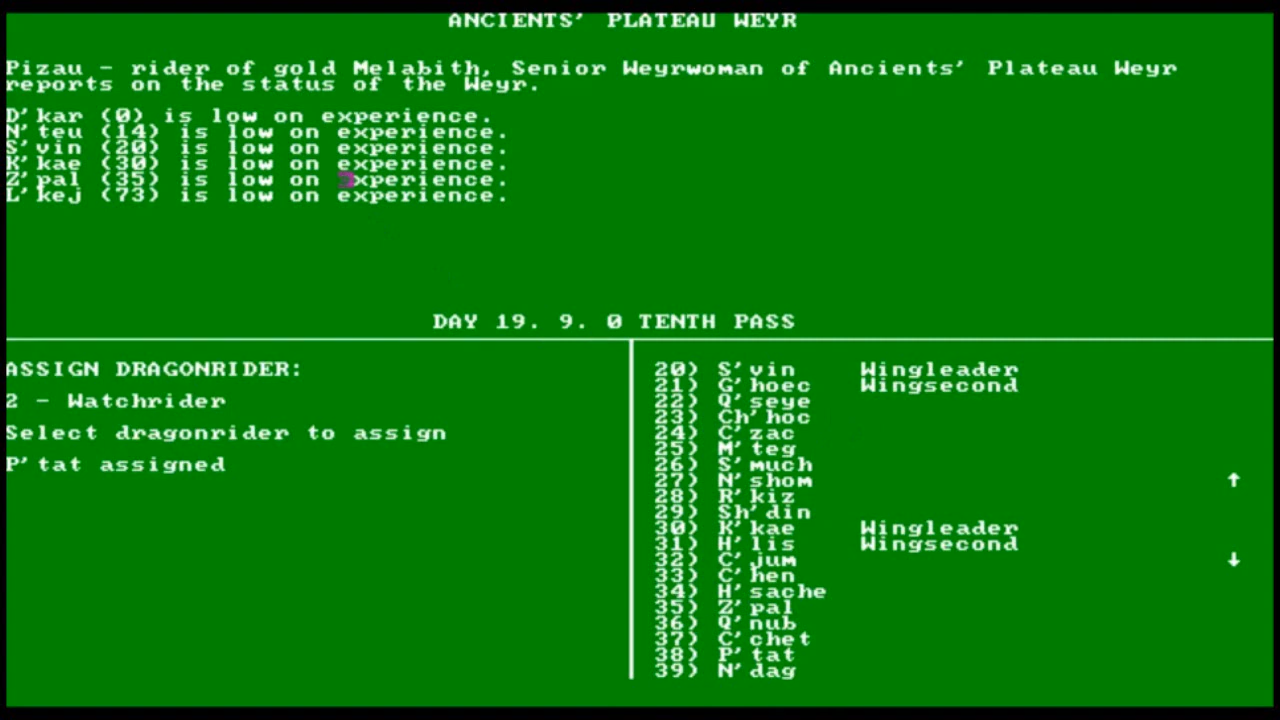 ANCIENTS' PLATEAU WEYR
Pizau - rider of gold Melabith, Senior Weyrwoman of Ancients' Plateau Weyr
reports on the status of the Weyr.
D'kar (0) is low on experience.
N'teu (14) is low on experience.
S'vin (20) is low on experience.
K'kae (30) is low on experience.
Z'pal (35) is low on experience.
L'kej (73) is low on experience.
DAY 19. 9. 0 TENTH PASS
ASSIGN DRAGONRIDER:
2 - Watchrider
Select dragonrider to assign
P'tat assigned
20) S'vin Wingleader
21) G'hoec Wingsecond
22) Q'seye
23) Ch'hoc
24) C'zac
25) M'teg
26) S'much
27) N'shom
28) R'kiz
29) Sh'din
30) K'kae Wingleader
31) H'lis Wingsecond
32) C'jum
33) C'hen
34) H'sache
35) Z'pal
36) Q'nub
37) C'chet
38) P'tat
39) N'dag